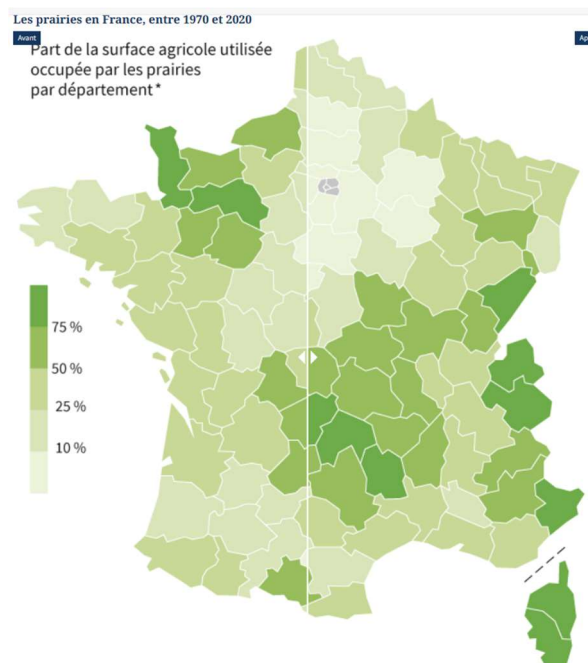 Les prairies en France, entre 1970 et 2020
Avant
Ap
Part de la surface agricole utilisée
occupée par les prairies
par département*
75 %
50 %
25 %
10 %